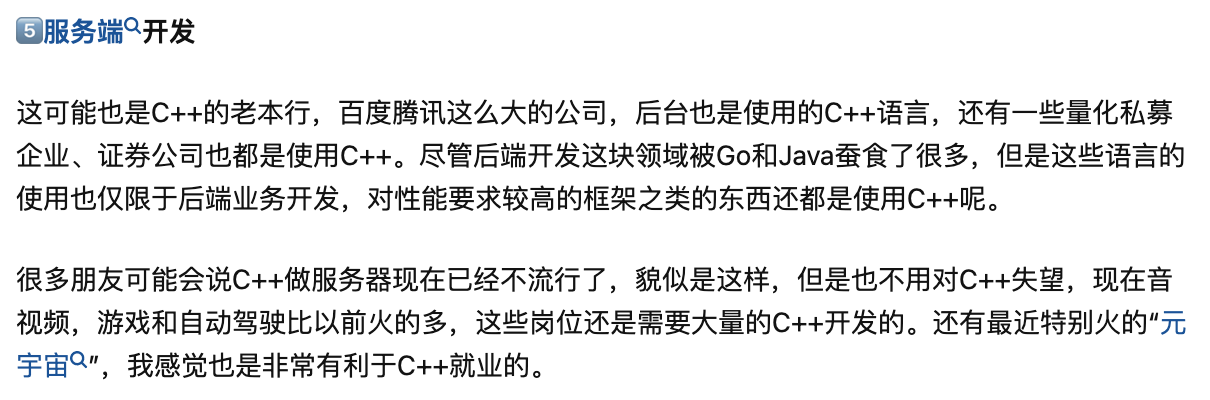 5服务端开发
这可能也是C++的老本行，百度腾讯这么大的公司，后台也是使用的C++语言，还有一些量化私募
企业、证券公司也都是使用C++。尽管后端开发这块领域被Go和Java蚕食了很多，但是这些语言的
使用也仅限于后端业务开发，对性能要求较高的框架之类的东西还都是使用C++呢。
很多朋友可能会说C++做服务器现在已经不流行了，貌似是这样，但是也不用对C++失望，现在音
视频，游戏和自动驾驶比以前火的多，这些岗位还是需要大量的C++开发的。还有最近特别火的“元
宇宙”，我感觉也是非常有利于C++就业的。